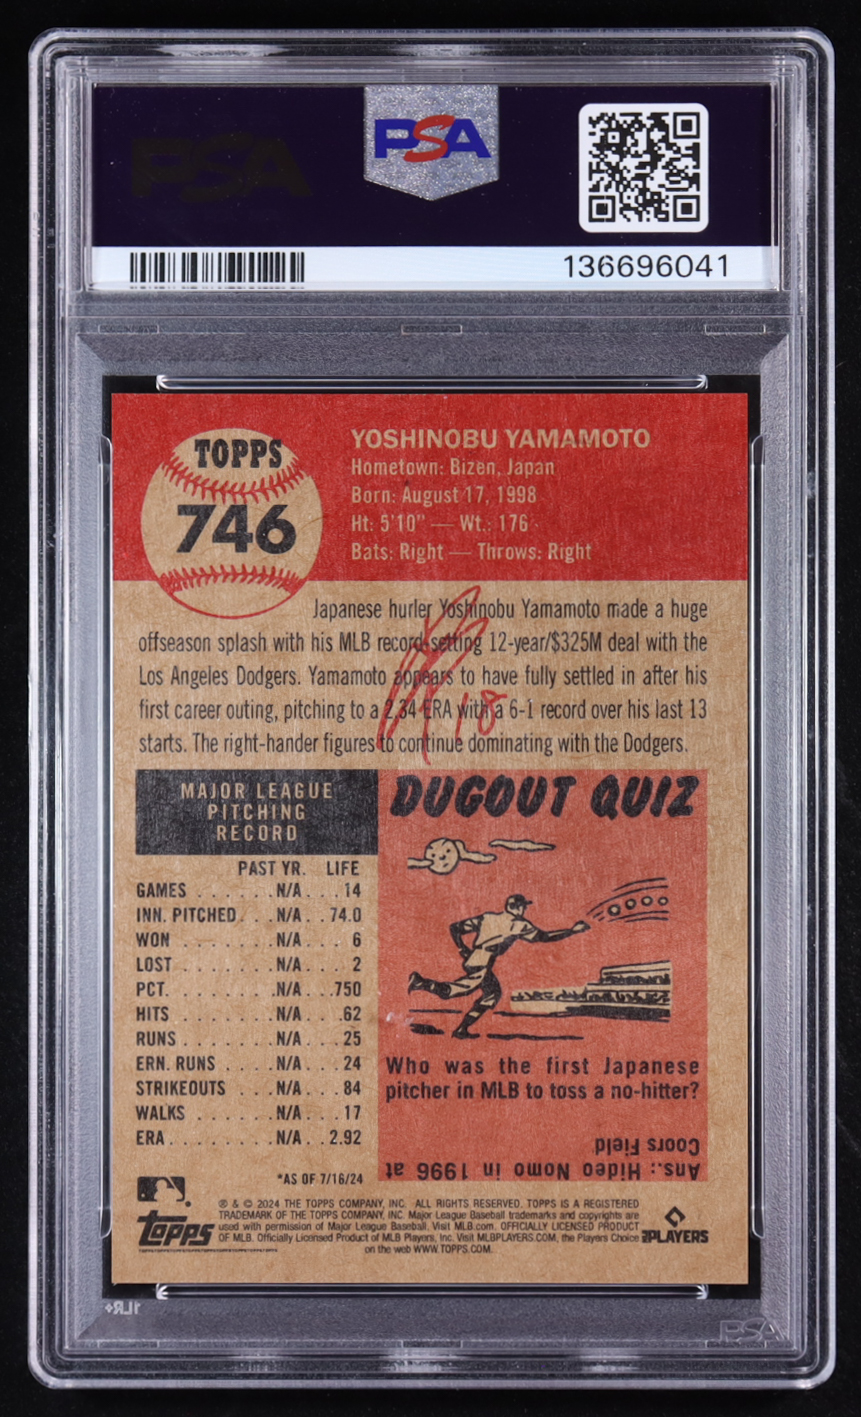 PSA
PSA
136696041
TOPPS
746
YOSHINOBU YAMAMOTO
Hometown: Bizen, Japan
Born: August 17, 1998
Ht: 5'10" — Wt.: 176
Bats: Right — Throws: Right
Japanese hurler Yoshinobu Yamamoto made a huge
offseason splash with his MLB record-setting 12-year/$325M deal with the
Los Angeles Dodgers. Yamamoto appears to have fully settled in after his
first career outing, pitching to a 2.34 ERA with a 6-1 record over his last 13
starts. The right-hander figures to continue dominating with the Dodgers.
18
MAJOR LEAGUE
PITCHING
RECORD
PAST YR. LIFE
GAMES . . . . . . N/A . . . 14
INN. PITCHED. . .N/A. . .74.0
WON . . . . . . . .N/A. . . 6
LOST . . . . . . . N/A. . . 2
PCT. . . . . . . . .N/A. . .750
HITS . . . . . . . .N/A. . .62
RUNS . . . . . . . N/A. . . 25
ERN. RUNS . . . .N/A. . . 24
STRIKEOUTS . . . N/A. . . 84
WALKS . . . . . . N/A. . . 17
ERA. . . . . . . . .N/A. . 2.92
*AS OF 7/16/24
DUGOUT QUIZ
Who was the first Japanese
pitcher in MLB to toss a no-hitter?
Ans.: Hideo Nomo in 1996 at
Coors Field
® & © 2024 THE TOPPS COMPANY, INC. ALL RIGHTS RESERVED. TOPPS IS A REGISTERED
TRADEMARK OF THE TOPPS COMPANY, INC. Major League Baseball trademarks and copyrights are
used with permission of Major League Baseball. Visit MLB.com. OFFICIALLY LICENSED PRODUCT
OF MLB. Officially Licensed Product of MLB Players, Inc. Visit MLBPLAYERS.COM, the Players Choice
on the web WWW.TOPPS.COM.
Topps
PLAYERS
1LR+
PSA